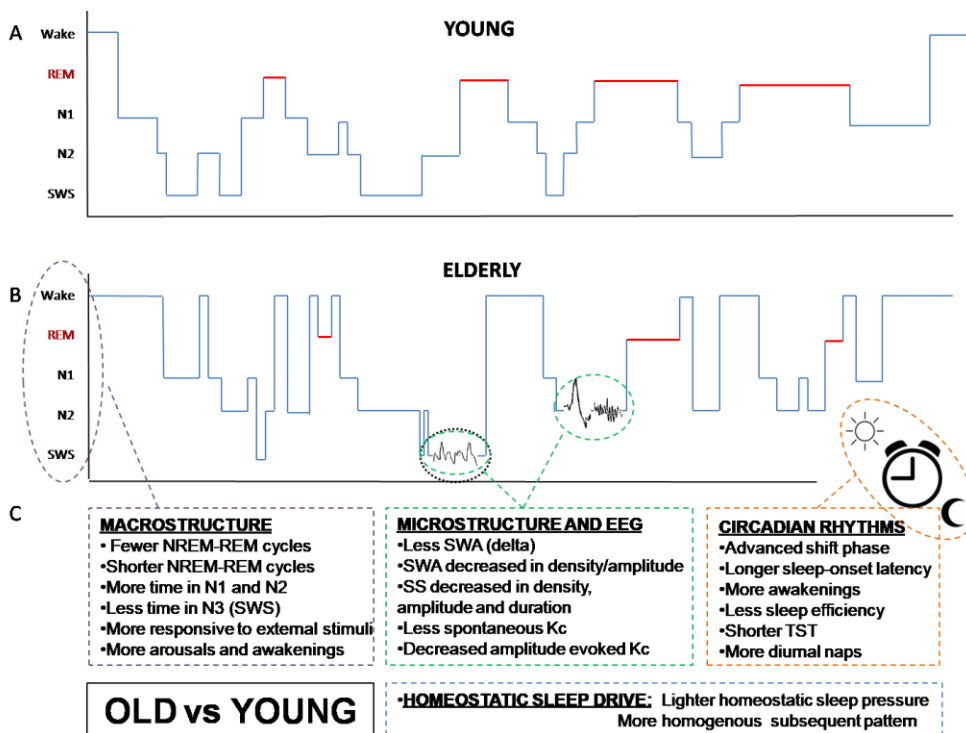 A
YOUNG
Wake
REM
N1
N2
SWS
B
ELDERLY
Wake
REM
N1
N2
SWS
C
MACROSTRUCTURE
• Fewer NREM-REM cycles
•Shorter NREM-REM cycles
•More time in N1 and N2
•Less time in N3 (SWS)
•More responsive to external stimuli
•More arousals and awakenings
MICROSTRUCTURE AND EEG
•Less SWA (delta)
•SWA decreased in density/amplitude
•SS decreased in density,
amplitude and duration
•Less spontaneous Kc
•Decreased amplitude evoked Kc
CIRCADIAN RHYTHMS
•Advanced shift phase
•Longer sleep-onset latency
•More awakenings
•Less sleep efficiency
•Shorter TST
•More diurnal naps
OLD vs YOUNG
•HOMEOSTATIC SLEEP DRIVE: Lighter homeostatic sleep pressure
More homogenous subsequent pattern